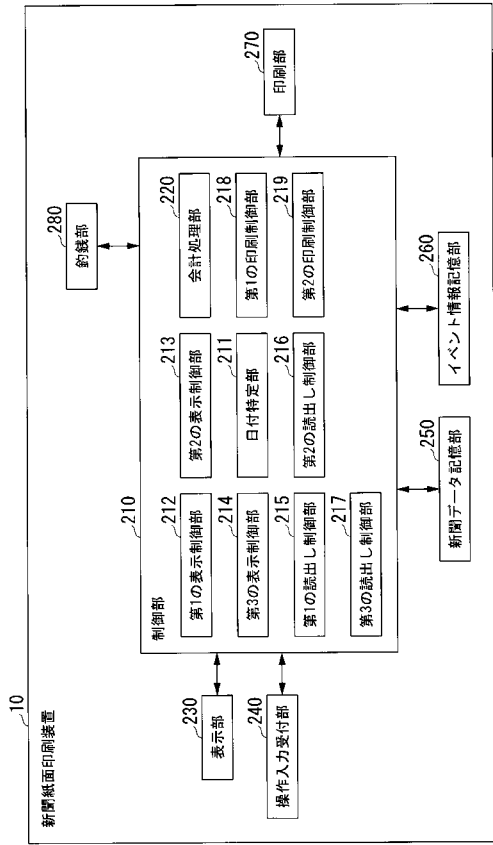 10
新聞紙面印刷装置
280
釣銭部
210
制御部
212
第1の表示制御部
213
第2の表示制御部
220
会計処理部
214
第3の表示制御部
211
日付特定部
218
第1の印刷制御部
215
第1の読出し制御部
216
第2の読出し制御部
219
第2の印刷制御部
217
第3の読出し制御部
230
表示部
240
操作入力受付部
270
印刷部
250
新聞データ記憶部
260
イベント情報記憶部